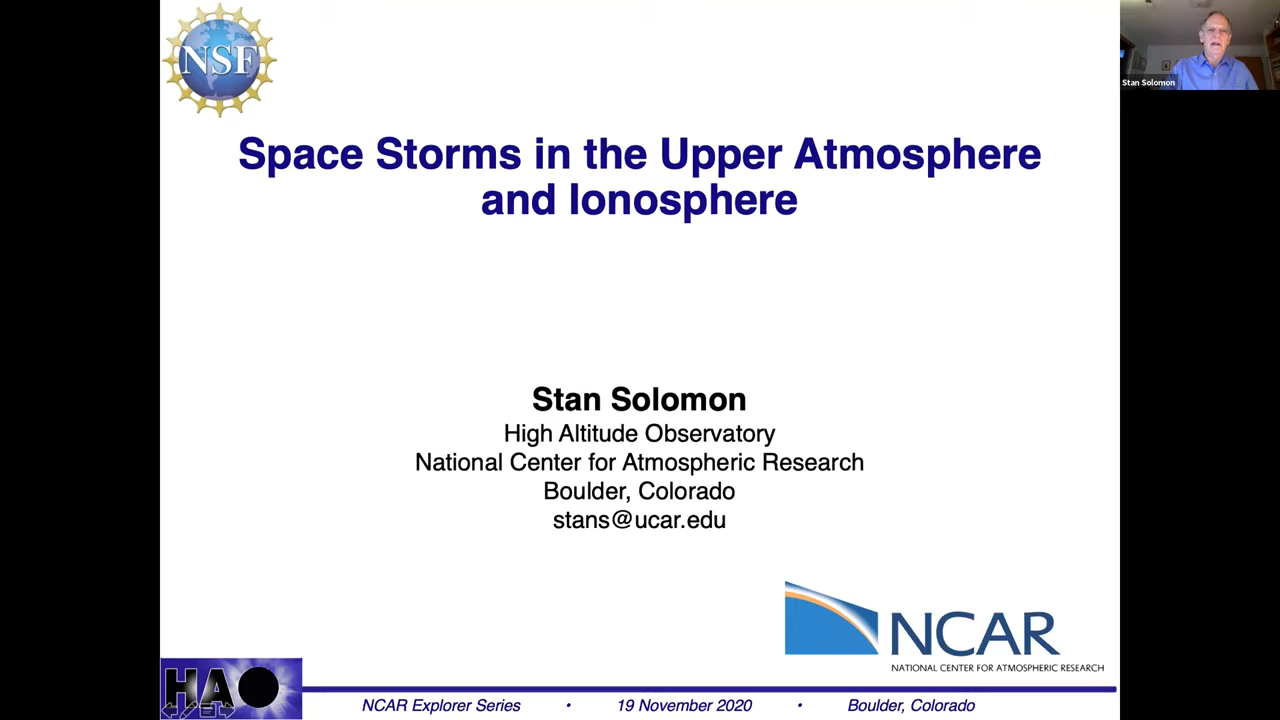 NSF
Stan Solomon
Space Storms in the Upper Atmosphere
and Ionosphere
Stan Solomon
High Altitude Observatory
National Center for Atmospheric Research
Boulder, Colorado
stans@ucar.edu
NCAR
NATIONAL CENTER FOR ATMOSPHERIC RESEARCH
HAO
NCAR Explorer Series • 19 November 2020 • Boulder, Colorado